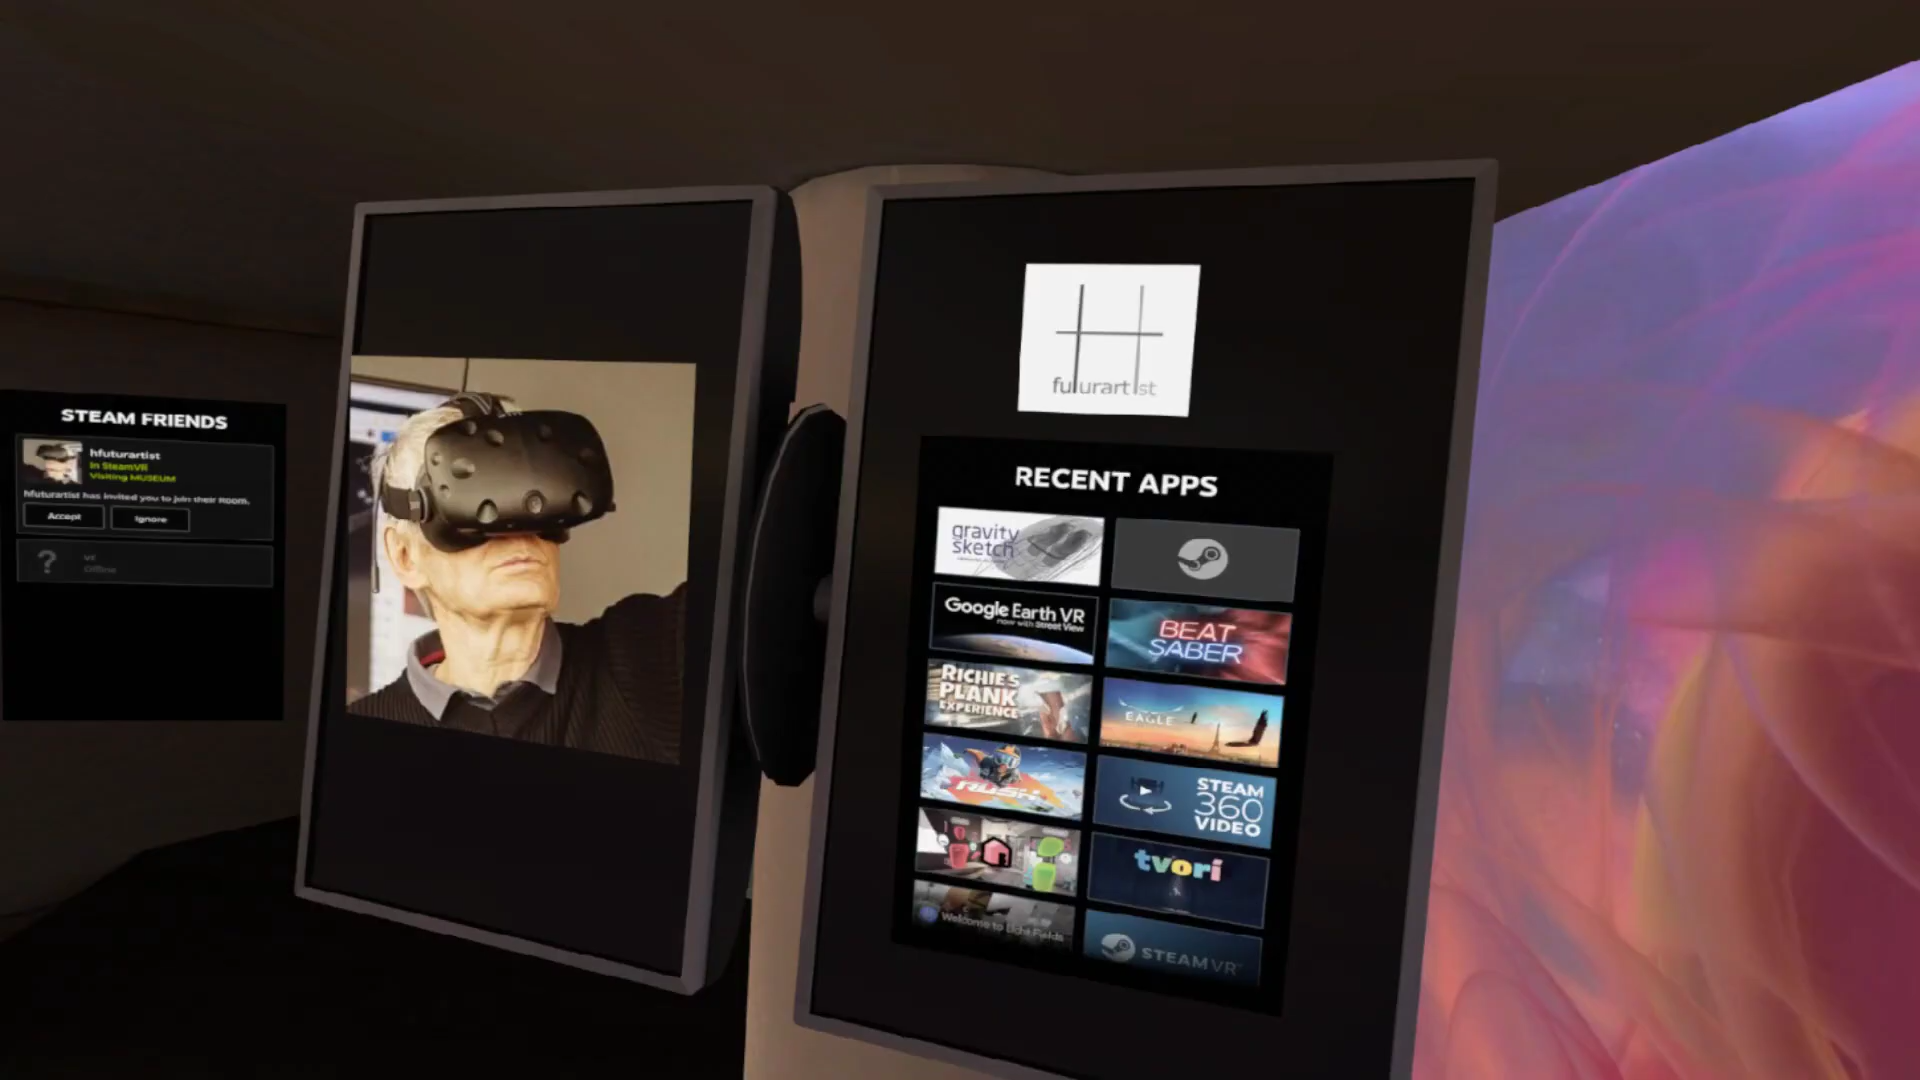 STEAM FRIENDS
hfuturartist
In SteamVR
Visiting MUSEUM
hfuturartist has invited you to join their Room.
Accept
Ignore
?
Offline
futurartist
RECENT APPS
gravity
sketch
Google Earth VR
now with Street View
BEAT
SABER
RICHIE'S
PLANK
EXPERIENCE
EAGLE
RUSH
STEAM
360
VIDEO
tvori
Welcome to Light Fields
STEAMVR